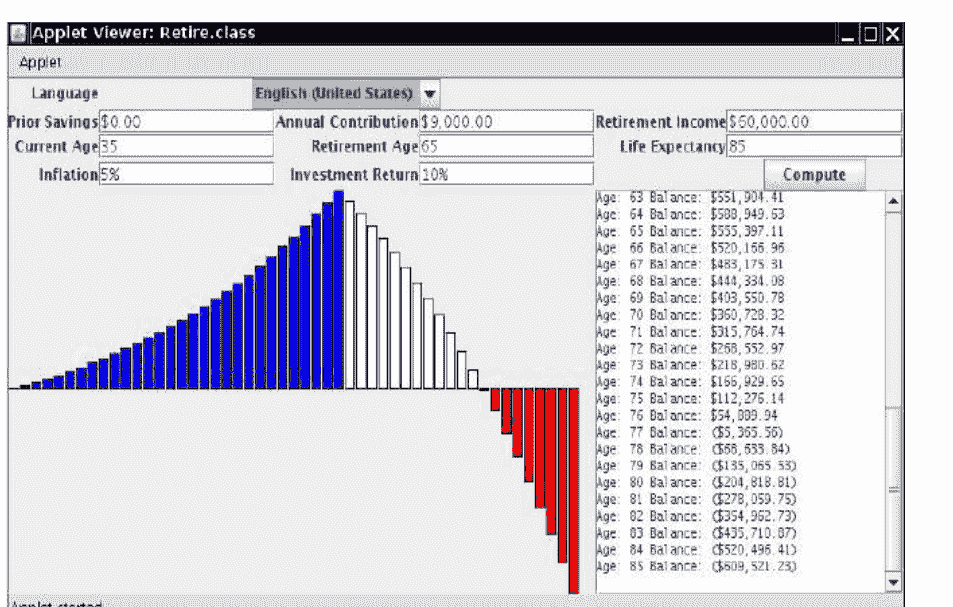 Applet Viewer: Retire.class
Applet
Language English (United States)
Prior Savings $0.00 Annual Contribution $9,000.00 Retirement Income $60,000.00
Current Age 35 Retirement Age 65 Life Expectancy 85
Inflation 5% Investment Return 10% Compute
Age: 63 Balance: $551,904.41
Age: 64 Balance: $588,949.63
Age: 65 Balance: $555,397.11
Age: 66 Balance: $520,166.96
Age: 67 Balance: $483,175.31
Age: 68 Balance: $444,334.08
Age: 69 Balance: $403,550.78
Age: 70 Balance: $360,728.32
Age: 71 Balance: $315,764.74
Age: 72 Balance: $268,552.97
Age: 73 Balance: $218,980.62
Age: 74 Balance: $166,929.65
Age: 75 Balance: $112,276.14
Age: 76 Balance: $54,889.94
Age: 77 Balance: ($5,365.56)
Age: 78 Balance: ($68,633.84)
Age: 79 Balance: ($135,065.53)
Age: 80 Balance: ($204,818.81)
Age: 81 Balance: ($278,059.75)
Age: 82 Balance: ($354,962.73)
Age: 83 Balance: ($435,710.87)
Age: 84 Balance: ($520,496.41)
Age: 85 Balance: ($609,521.23)
Applet started